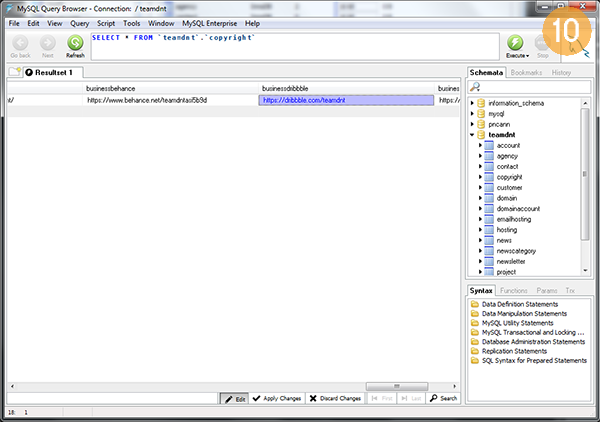 MySQL Query Browser - Connection: / teamdnt
10
File Edit View Query Script Tools Window MySQL Enterprise Help
SELECT * FROM `teamdnt`.`copyright`
Go back Next Refresh Execute Stop
Resultset 1
businessbehance businessdribbble
nt/ https://www.behance.net/teamdntasi5b9d https://dribbble.com/teamdnt
Schemata Bookmarks History
information_schema
mysql
pncann
teamdnt
account
agency
contact
copyright
customer
domain
domainaccount
emailhosting
hosting
news
newscategory
newsletter
project
Syntax Functions Params Trx
Data Definition Statements
Data Manipulation Statements
MySQL Utility Statements
MySQL Transactional and Locking ...
Database Administration Statements
Replication Statements
SQL Syntax for Prepared Statements
Edit Apply Changes Discard Changes First Last Search
18: 1